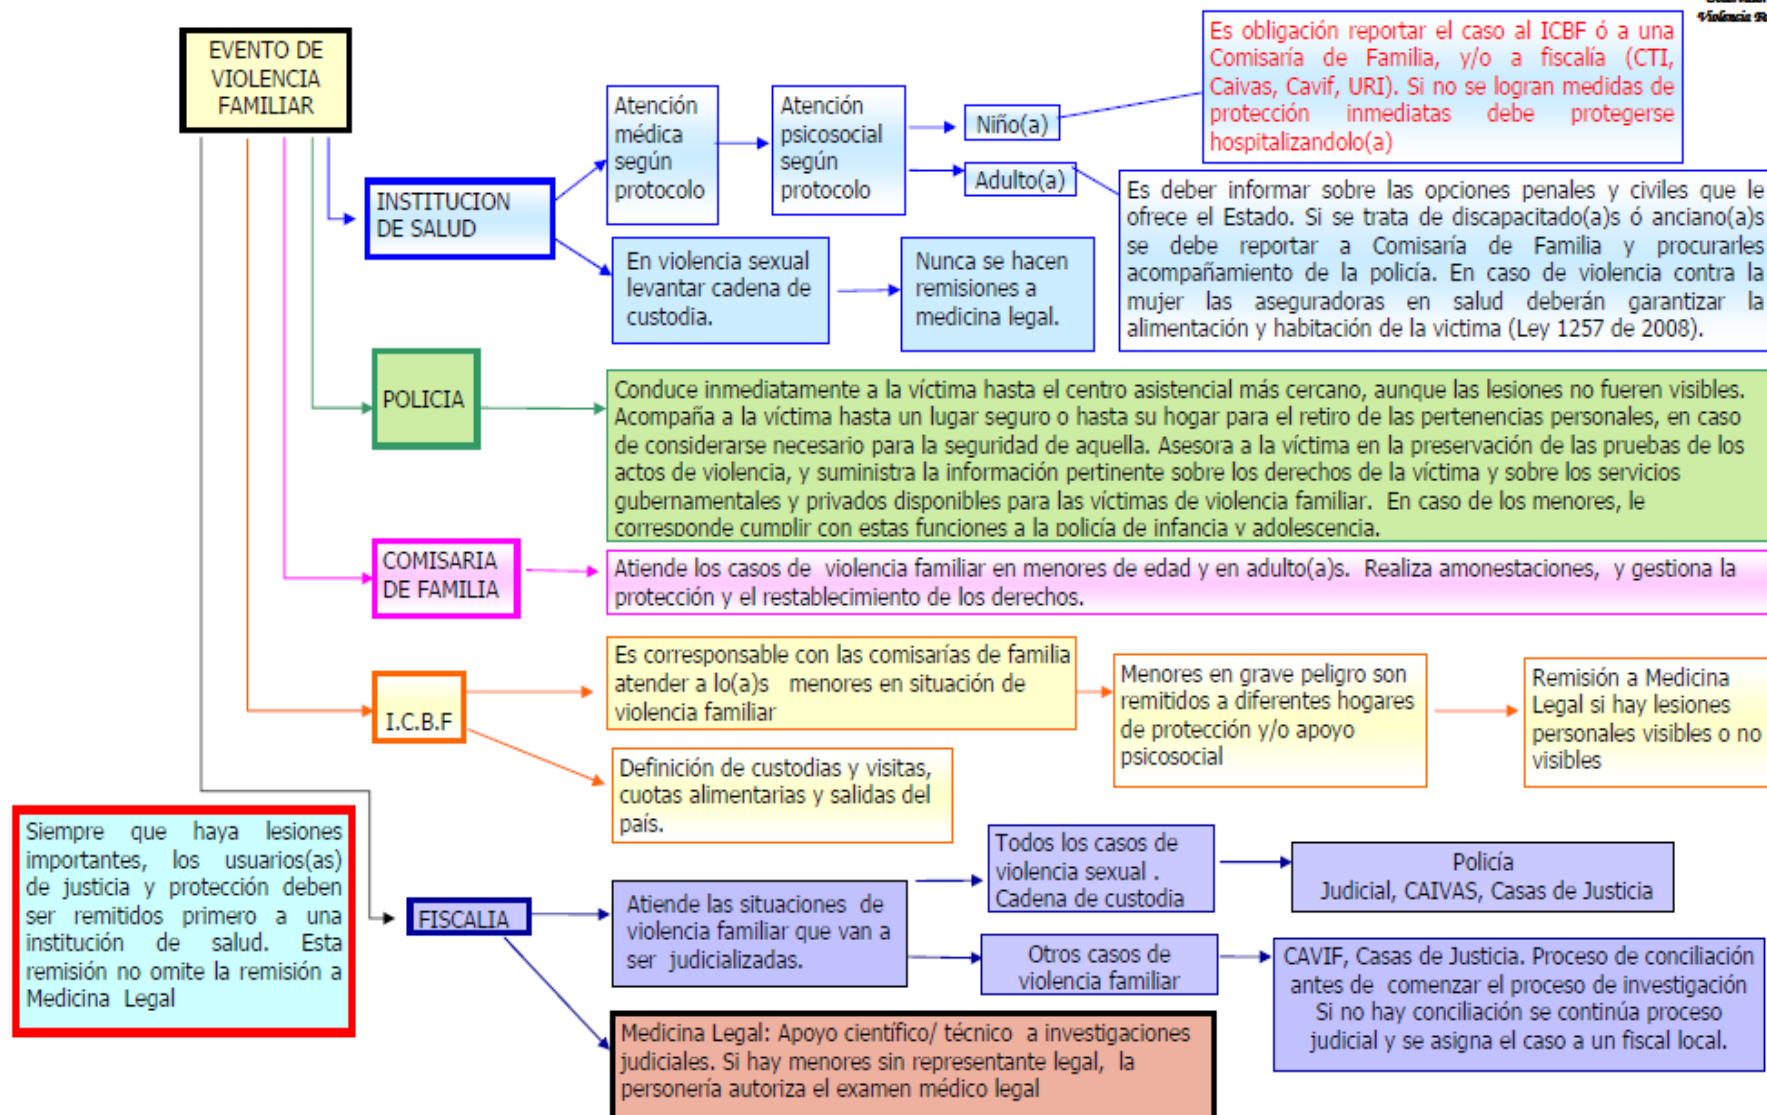 Violencia
EVENTO DE
VIOLENCIA
FAMILIAR
Es obligación reportar el caso al ICBF ó a una
Comisaría de Familia, y/o a fiscalía (CTI,
Caivas, Cavif, URI). Si no se logran medidas de
protección inmediatas debe protegerse
hospitalizandolo(a)
Atención
médica
según
protocolo
Atención
psicosocial
según
protocolo
Niño(a)
Adulto(a)
INSTITUCION
DE SALUD
Es deber informar sobre las opciones penales y civiles que le
ofrece el Estado. Si se trata de discapacitado(a)s ó anciano(a)s
se debe reportar a Comisaría de Familia y procurarles
acompañamiento de la policía. En caso de violencia contra la
mujer las aseguradoras en salud deberán garantizar la
alimentación y habitación de la victima (Ley 1257 de 2008).
En violencia sexual
levantar cadena de
custodia.
Nunca se hacen
remisiones a
medicina legal.
POLICIA
Conduce inmediatamente a la víctima hasta el centro asistencial más cercano, aunque las lesiones no fueren visibles.
Acompaña a la víctima hasta un lugar seguro o hasta su hogar para el retiro de las pertenencias personales, en caso
de considerarse necesario para la seguridad de aquella. Asesora a la víctima en la preservación de las pruebas de los
actos de violencia, y suministra la información pertinente sobre los derechos de la víctima y sobre los servicios
gubernamentales y privados disponibles para las víctimas de violencia familiar. En caso de los menores, le
corresponde cumplir con estas funciones a la policía de infancia y adolescencia.
COMISARIA
DE FAMILIA
Atiende los casos de violencia familiar en menores de edad y en adulto(a)s. Realiza amonestaciones, y gestiona la
protección y el restablecimiento de los derechos.
I.C.B.F
Es corresponsable con las comisarías de familia
atender a lo(a)s menores en situación de
violencia familiar
Menores en grave peligro son
remitidos a diferentes hogares
de protección y/o apoyo
psicosocial
Remisión a Medicina
Legal si hay lesiones
personales visibles o no
visibles
Definición de custodias y visitas,
cuotas alimentarias y salidas del
país.
Siempre que haya lesiones
importantes, los usuarios(as)
de justicia y protección deben
ser remitidos primero a una
institución de salud. Esta
remisión no omite la remisión a
Medicina Legal
FISCALIA
Atiende las situaciones de
violencia familiar que van a
ser judicializadas.
Todos los casos de
violencia sexual .
Cadena de custodia
Policía
Judicial, CAIVAS, Casas de Justicia
Otros casos de
violencia familiar
CAVIF, Casas de Justicia. Proceso de conciliación
antes de comenzar el proceso de investigación
Si no hay conciliación se continúa proceso
judicial y se asigna el caso a un fiscal local.
Medicina Legal: Apoyo científico/ técnico a investigaciones
judiciales. Si hay menores sin representante legal, la
personería autoriza el examen médico legal